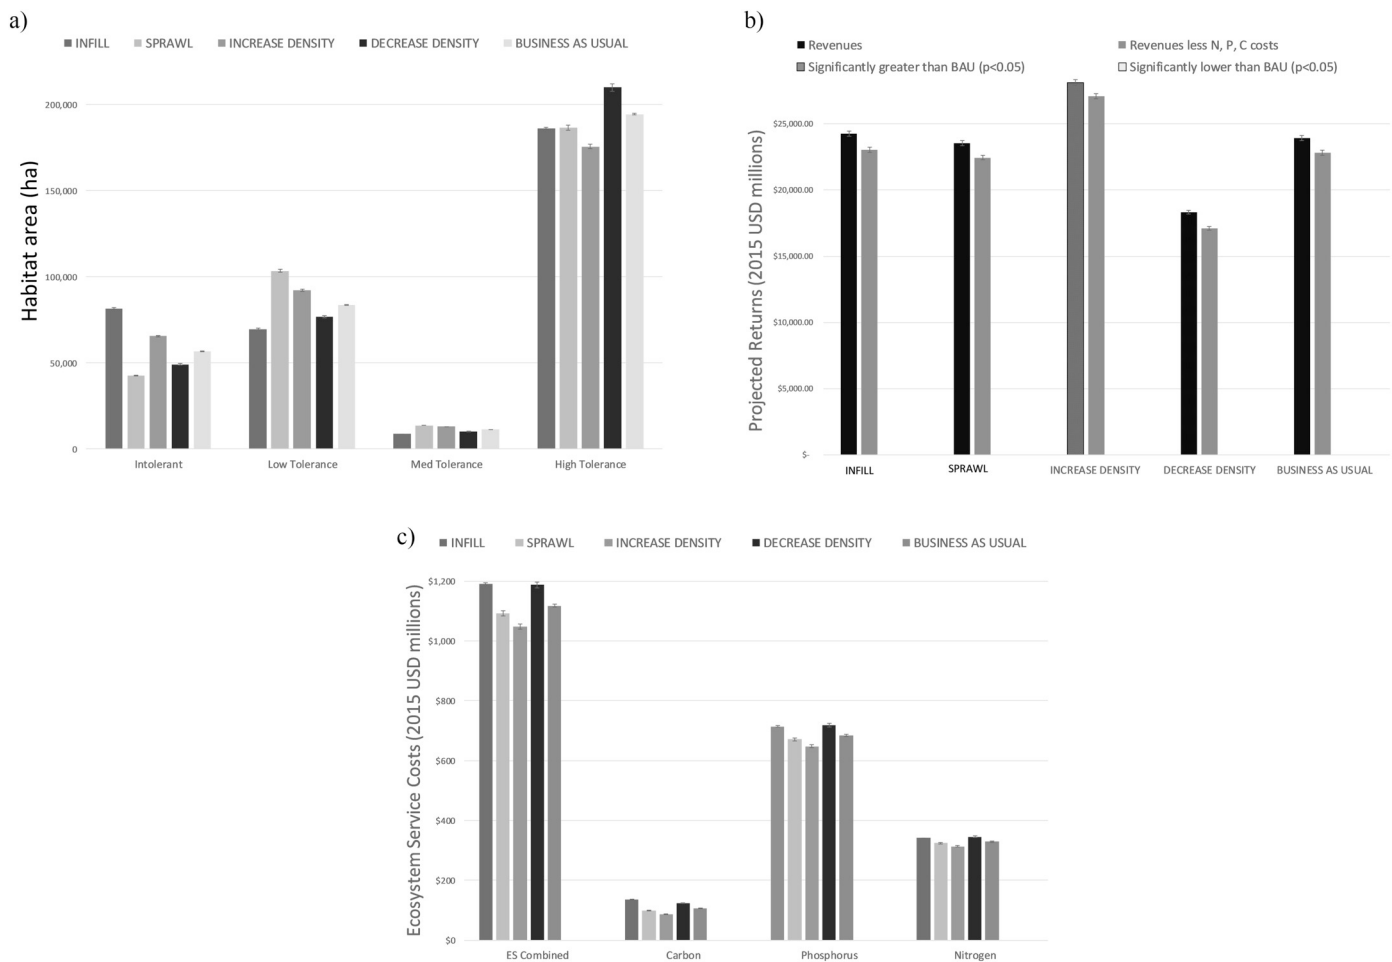 a)
INFILL SPRAWL INCREASE DENSITY DECREASE DENSITY BUSINESS AS USUAL
Habitat area (ha)
200,000
150,000
100,000
50,000
0
Intolerant Low Tolerance Med Tolerance High Tolerance
b)
Revenues Revenues less N, P, C costs
Significantly greater than BAU (p<0.05) Significantly lower than BAU (p<0.05)
Projected Returns (2015 USD millions)
$25,000.00
$20,000.00
$15,000.00
$10,000.00
$5,000.00
$-
INFILL SPRAWL INCREASE DENSITY DECREASE DENSITY BUSINESS AS USUAL
c)
INFILL SPRAWL INCREASE DENSITY DECREASE DENSITY BUSINESS AS USUAL
Ecosystem Service Costs (2015 USD millions)
$1,200
$1,000
$800
$600
$400
$200
$0
ES Combined Carbon Phosphorus Nitrogen